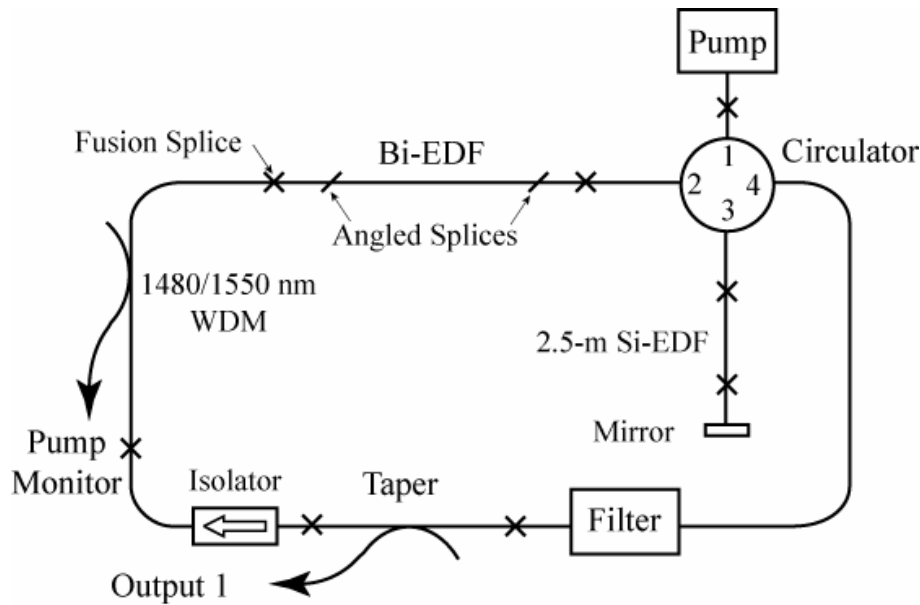 Pump
Fusion Splice
Bi-EDF
Circulator
1
2
4
3
Angled Splices
1480/1550 nm
WDM
2.5-m Si-EDF
Mirror
Pump
Monitor
Isolator
Taper
Filter
Output 1